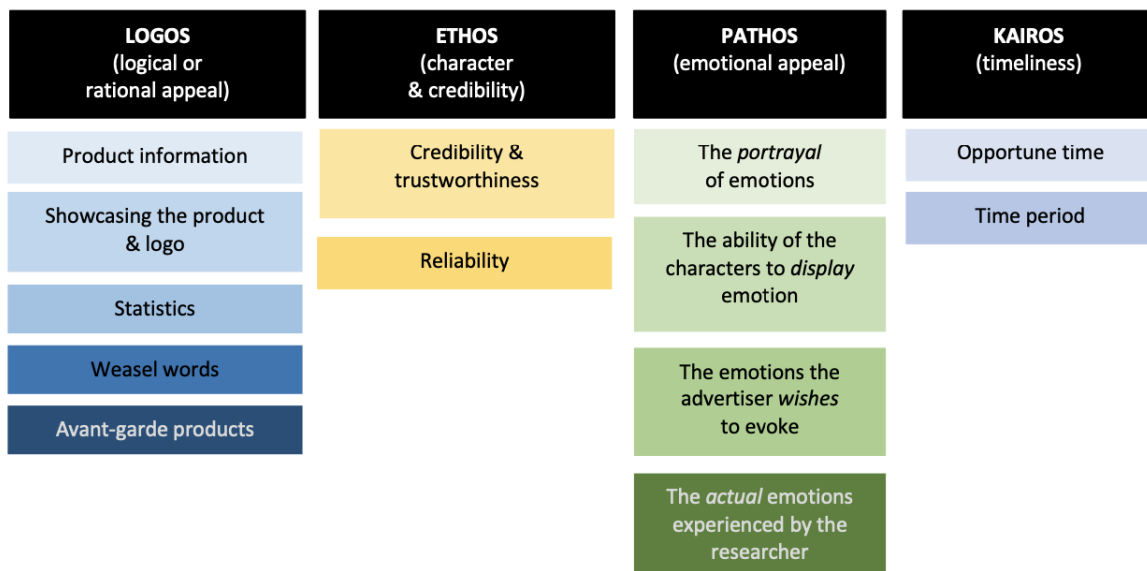 LOGOS
(logical or
rational appeal)
Product information
Showcasing the product
& logo
Statistics
Weasel words
Avant-garde products
ETHOS
(character
& credibility)
Credibility &
trustworthiness
Reliability
PATHOS
(emotional appeal)
The portrayal
of emotions
The ability of the
characters to display
emotion
The emotions the
advertiser wishes
to evoke
The actual emotions
experienced by the
researcher
KAIROS
(timeliness)
Opportune time
Time period